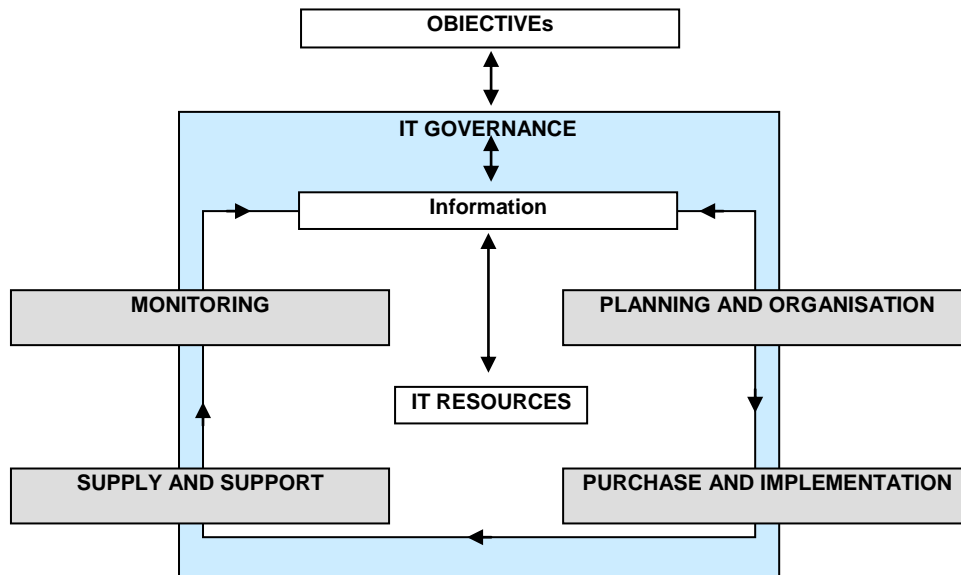 OBIECTIVEs
IT GOVERNANCE
Information
MONITORING
PLANNING AND ORGANISATION
IT RESOURCES
SUPPLY AND SUPPORT
PURCHASE AND IMPLEMENTATION